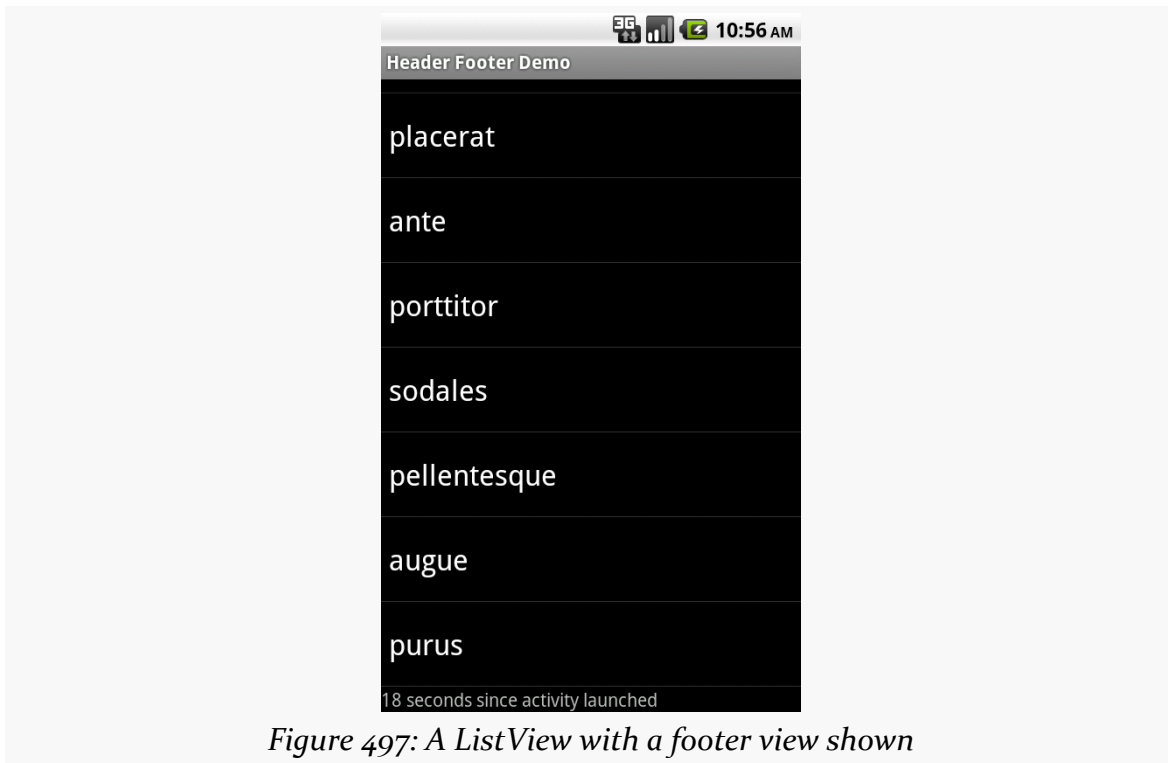 3G 10:56 AM
Header Footer Demo
placerat
ante
porttitor
sodales
pellentesque
augue
purus
18 seconds since activity launched
Figure 497: A ListView with a footer view shown